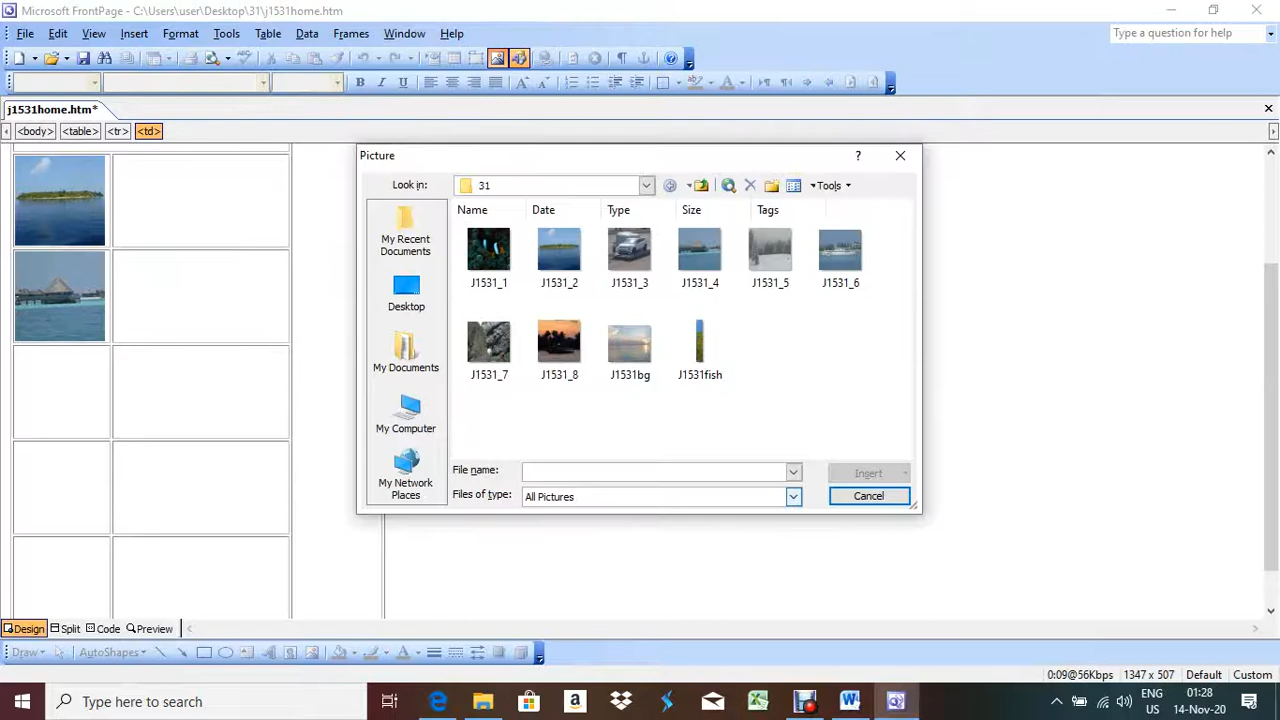 Microsoft FrontPage - C:\Users\user\Desktop\31\j1531home.htm
File Edit View Insert Format Tools Table Data Frames Window Help
Type a question for help
B I U
j1531home.htm*
<body> <table> <tr> <td>
Picture
Look in: 31 Tools
Name Date Type Size Tags
My Recent Documents
Desktop
My Documents
My Computer
My Network Places
J1531_1 J1531_2 J1531_3 J1531_4 J1531_5 J1531_6
J1531_7 J1531_8 J1531bg J1531fish
File name: Insert
Files of type: All Pictures Cancel
Design Split Code Preview
Draw AutoShapes
0:09@56Kbps 1347 x 507 Default Custom
Type here to search
ENG
US
01:28
14-Nov-20